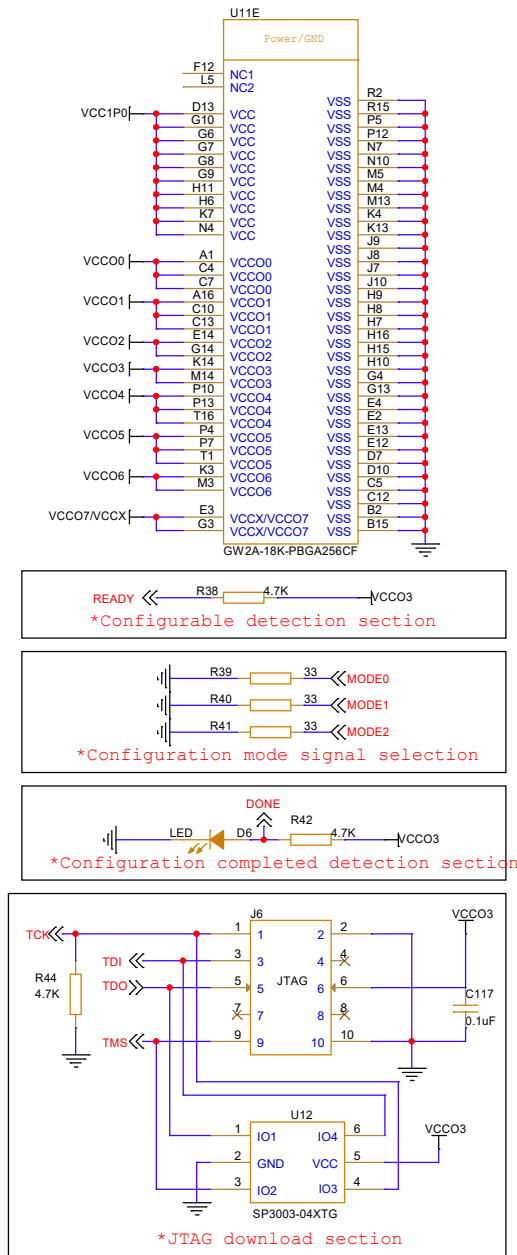 U11E
Power/GND
F12 NC1
L5 NC2
R2 VSS
VCC1P0 D13 VCC VSS R15
G10 VCC VSS P5
G6 VCC VSS P12
G7 VCC VSS N7
G8 VCC VSS N10
G9 VCC VSS M5
H11 VCC VSS M4
H6 VCC VSS M13
K7 VCC VSS K4
N4 VCC VSS K13
VSS J9
VCCO0 A1 VCCO0 VSS J8
C4 VCCO0 VSS J7
C7 VCCO0 VSS J10
VCCO1 A16 VCCO1 VSS H9
C10 VCCO1 VSS H8
C13 VCCO1 VSS H7
VCCO2 E14 VCCO2 VSS H16
G14 VCCO2 VSS H15
VCCO3 K14 VCCO3 VSS H10
M14 VCCO3 VSS G4
VCCO4 P10 VCCO4 VSS G13
P13 VCCO4 VSS E4
T16 VCCO4 VSS E2
VCCO5 P4 VCCO5 VSS E13
P7 VCCO5 VSS E12
T1 VCCO5 VSS D7
VCCO6 K3 VCCO6 VSS D10
M3 VCCO6 VSS C5
VSS C12
VCCO7/VCCX E3 VCCX/VCCO7 VSS B2
G3 VCCX/VCCO7 VSS B15
GW2A-18K-PBGA256CF
READY R38 4.7K VCCO3
*Configurable detection section
R39 33 MODE0
R40 33 MODE1
R41 33 MODE2
*Configuration mode signal selection
DONE
LED D6 R42 4.7K VCCO3
*Configuration completed detection section
J6 VCCO3
TCK 1 1 2 2
TDI 3 3 4 4
R44 4.7K
TDO 5 5 JTAG 6 6
C117 0.1uF
7 7 8 8
TMS 9 9 10 10
U12 VCCO3
1 IO1 IO4 6
2 GND VCC 5
3 IO2 IO3 4
SP3003-04XTG
*JTAG download section